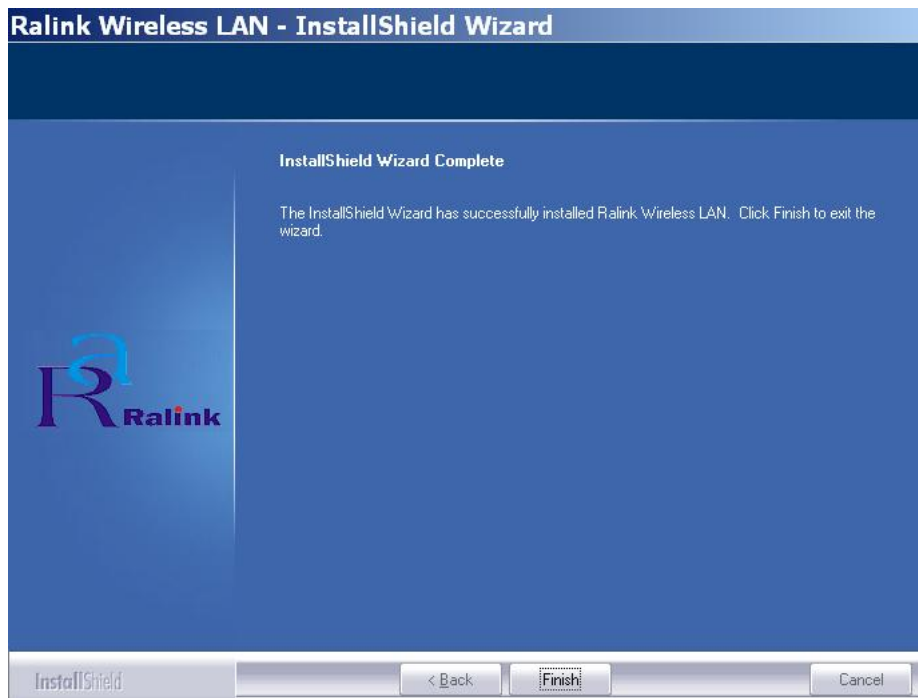 Ralink Wireless LAN - InstallShield Wizard
InstallShield Wizard Complete
The InstallShield Wizard has successfully installed Ralink Wireless LAN. Click Finish to exit the
wizard.
Ra
Ralink
InstallShield
< Back
Finish
Cancel